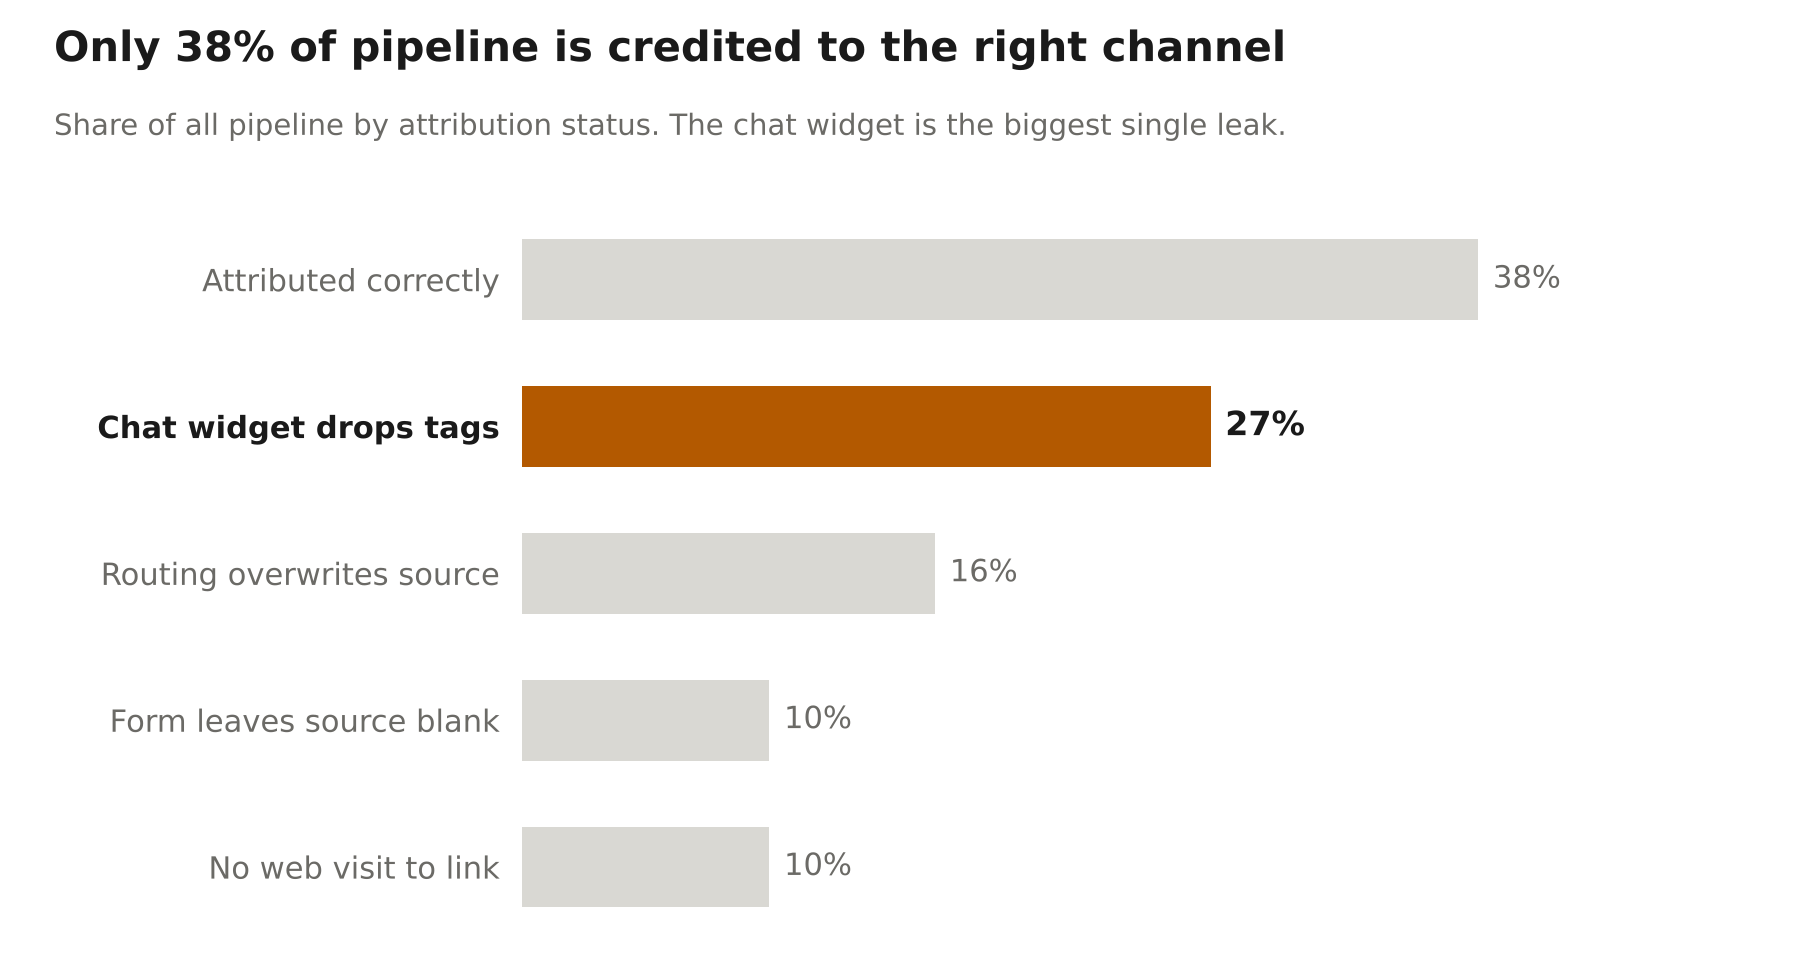 Only 38% of pipeline is credited to the right channel
Share of all pipeline by attribution status. The chat widget is the biggest single leak.
Attributed correctly 38%
Chat widget drops tags 27%
Routing overwrites source 16%
Form leaves source blank 10%
No web visit to link 10%